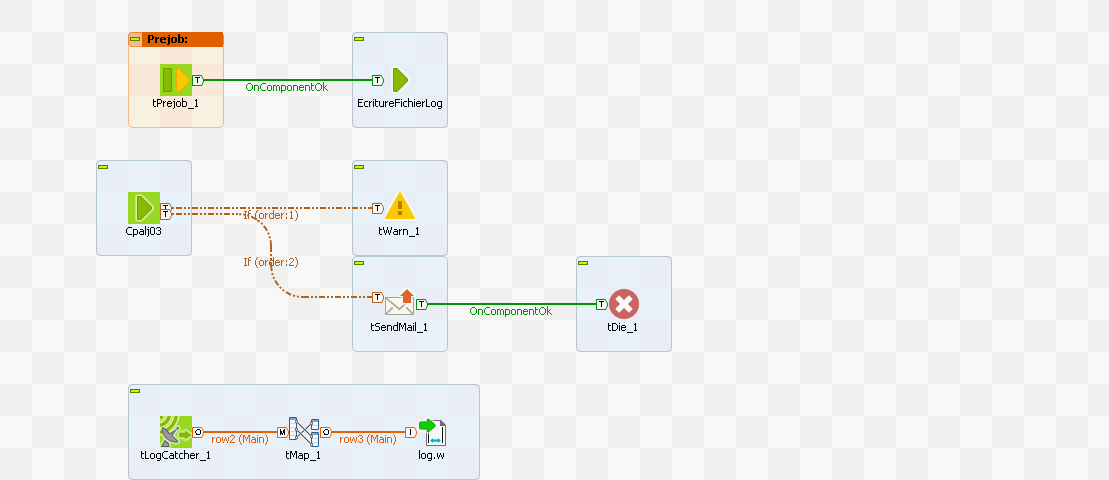 Prejob:
T
T
OnComponentOk
tPrejob_1
EcritureFichierLog
T
T
T
If (order:1)
Cpalj03
tWarn_1
If (order:2)
T
T
T
OnComponentOk
tSendMail_1
tDie_1
O
M
O
I
row2 (Main)
row3 (Main)
tLogCatcher_1
tMap_1
log.w